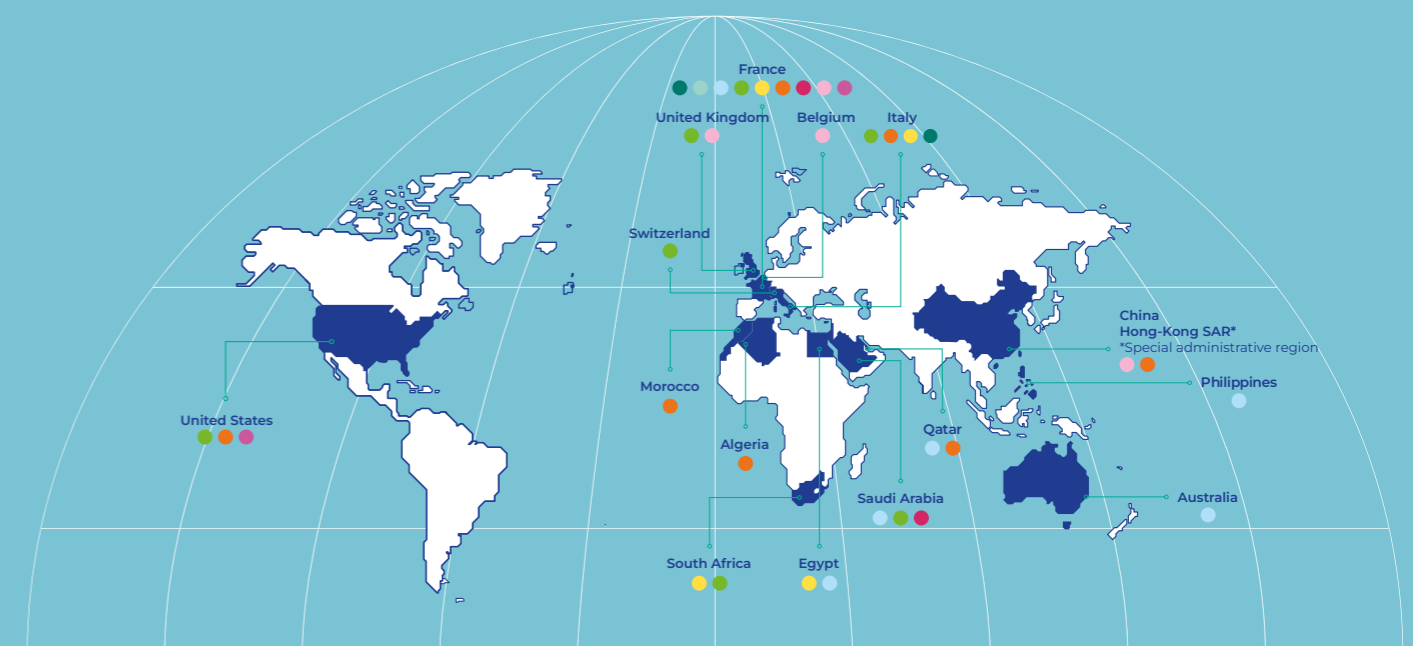 France
United Kingdom
Belgium
Italy
Switzerland
China
Hong-Kong SAR*
*Special administrative region
Philippines
Morocco
United States
Qatar
Algeria
Saudi Arabia
Australia
South Africa
Egypt